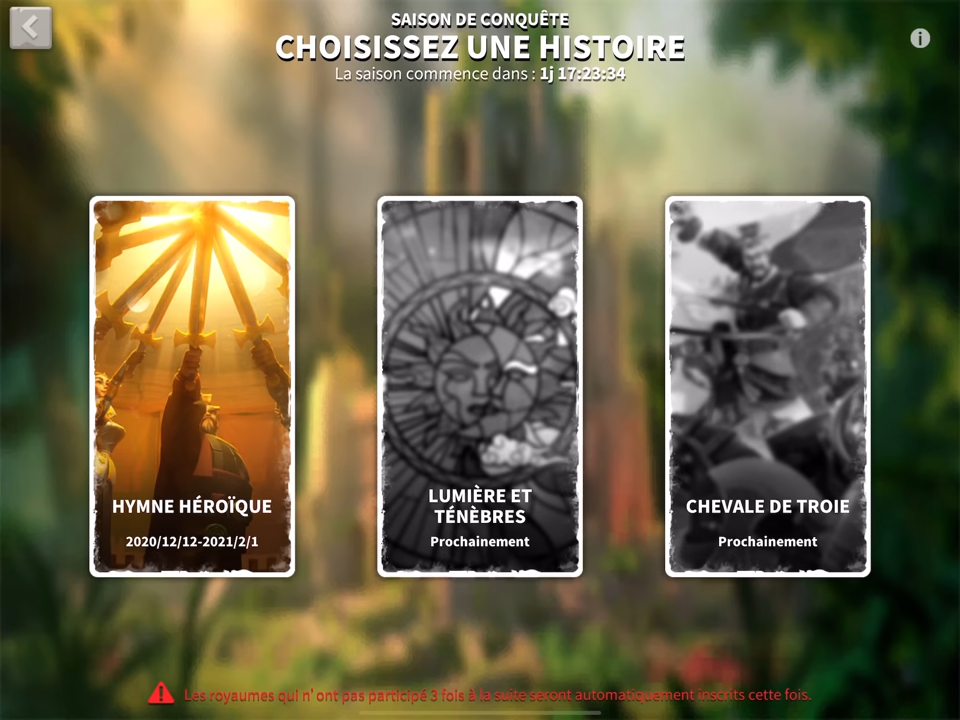 SAISON DE CONQUÊTE
CHOISISSEZ UNE HISTOIRE
La saison commence dans : 1j 17:23:34
HYMNE HÉROÏQUE
2020/12/12-2021/2/1
LUMIÈRE ET
TÉNÈBRES
Prochainement
CHEVALE DE TROIE
Prochainement
Les royaumes qui n' ont pas participé 3 fois à la suite seront automatiquement inscrits cette fois.